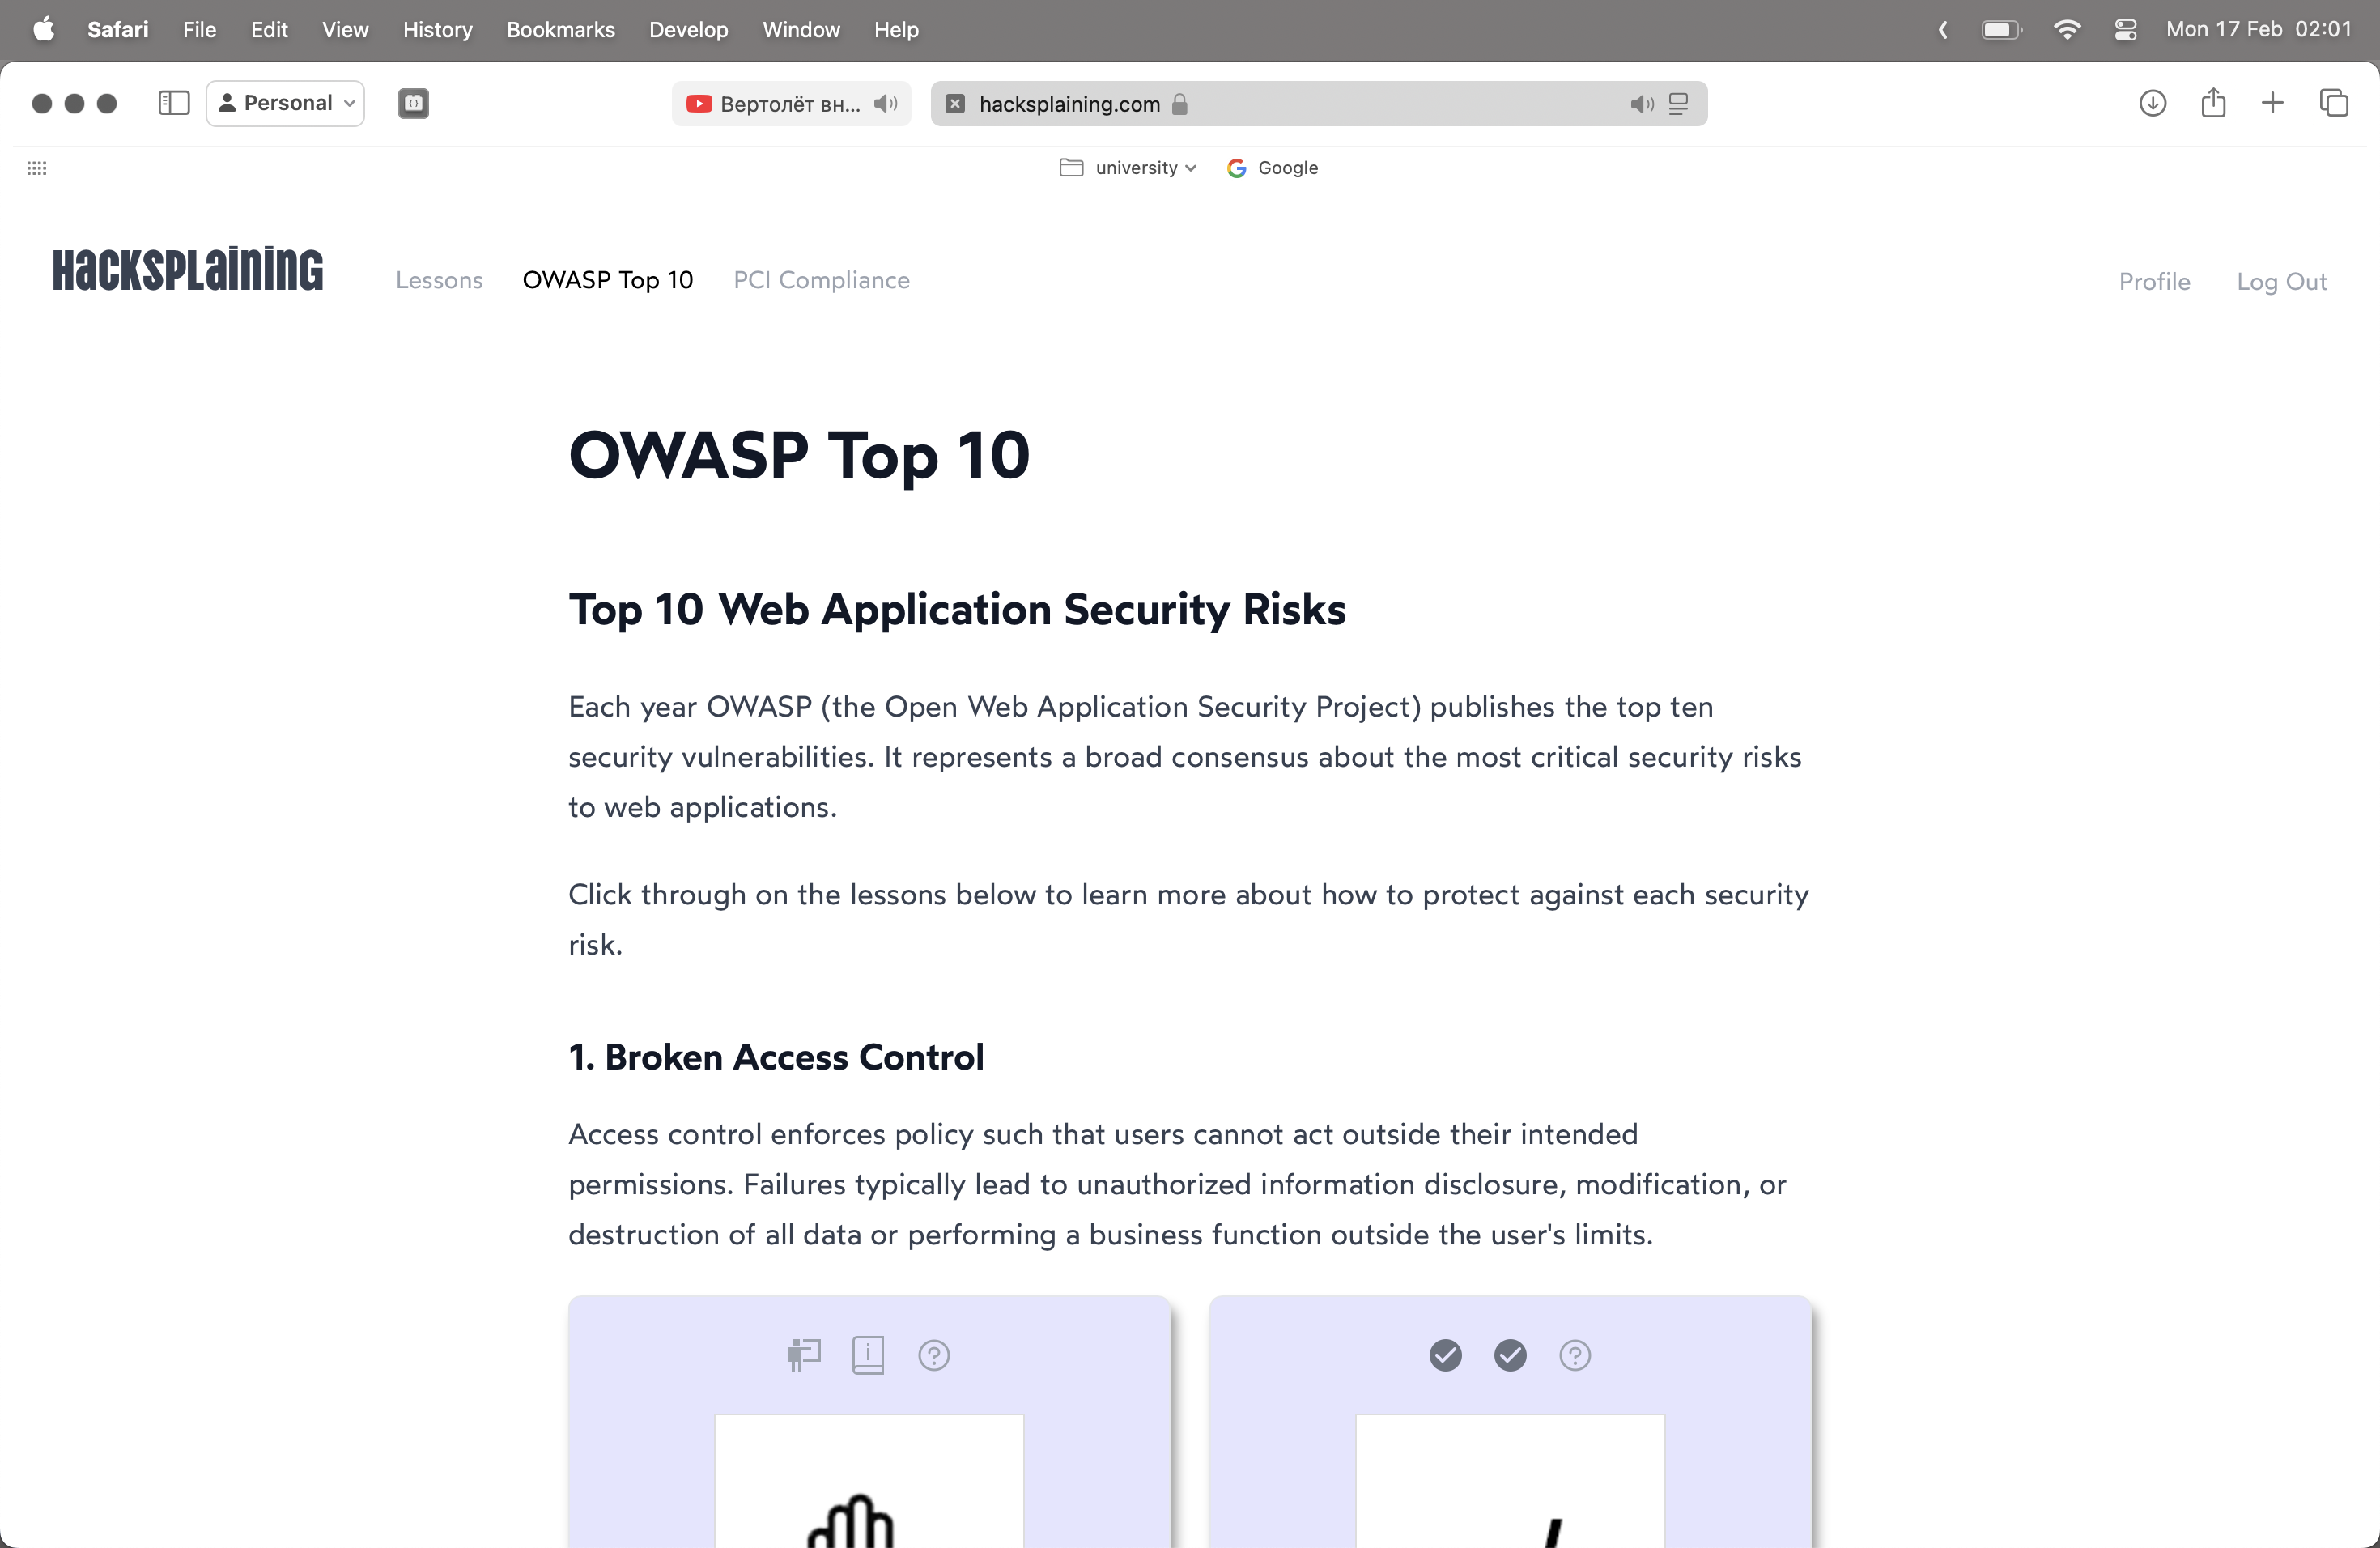 Safari File Edit View History Bookmarks Develop Window Help Mon 17 Feb 02:01
Personal Вертолёт вн... hacksplaining.com
university Google
HACKSPLAINING Lessons OWASP Top 10 PCI Compliance Profile Log Out
OWASP Top 10
Top 10 Web Application Security Risks
Each year OWASP (the Open Web Application Security Project) publishes the top ten
security vulnerabilities. It represents a broad consensus about the most critical security risks
to web applications.
Click through on the lessons below to learn more about how to protect against each security
risk.
1. Broken Access Control
Access control enforces policy such that users cannot act outside their intended
permissions. Failures typically lead to unauthorized information disclosure, modification, or
destruction of all data or performing a business function outside the user's limits.